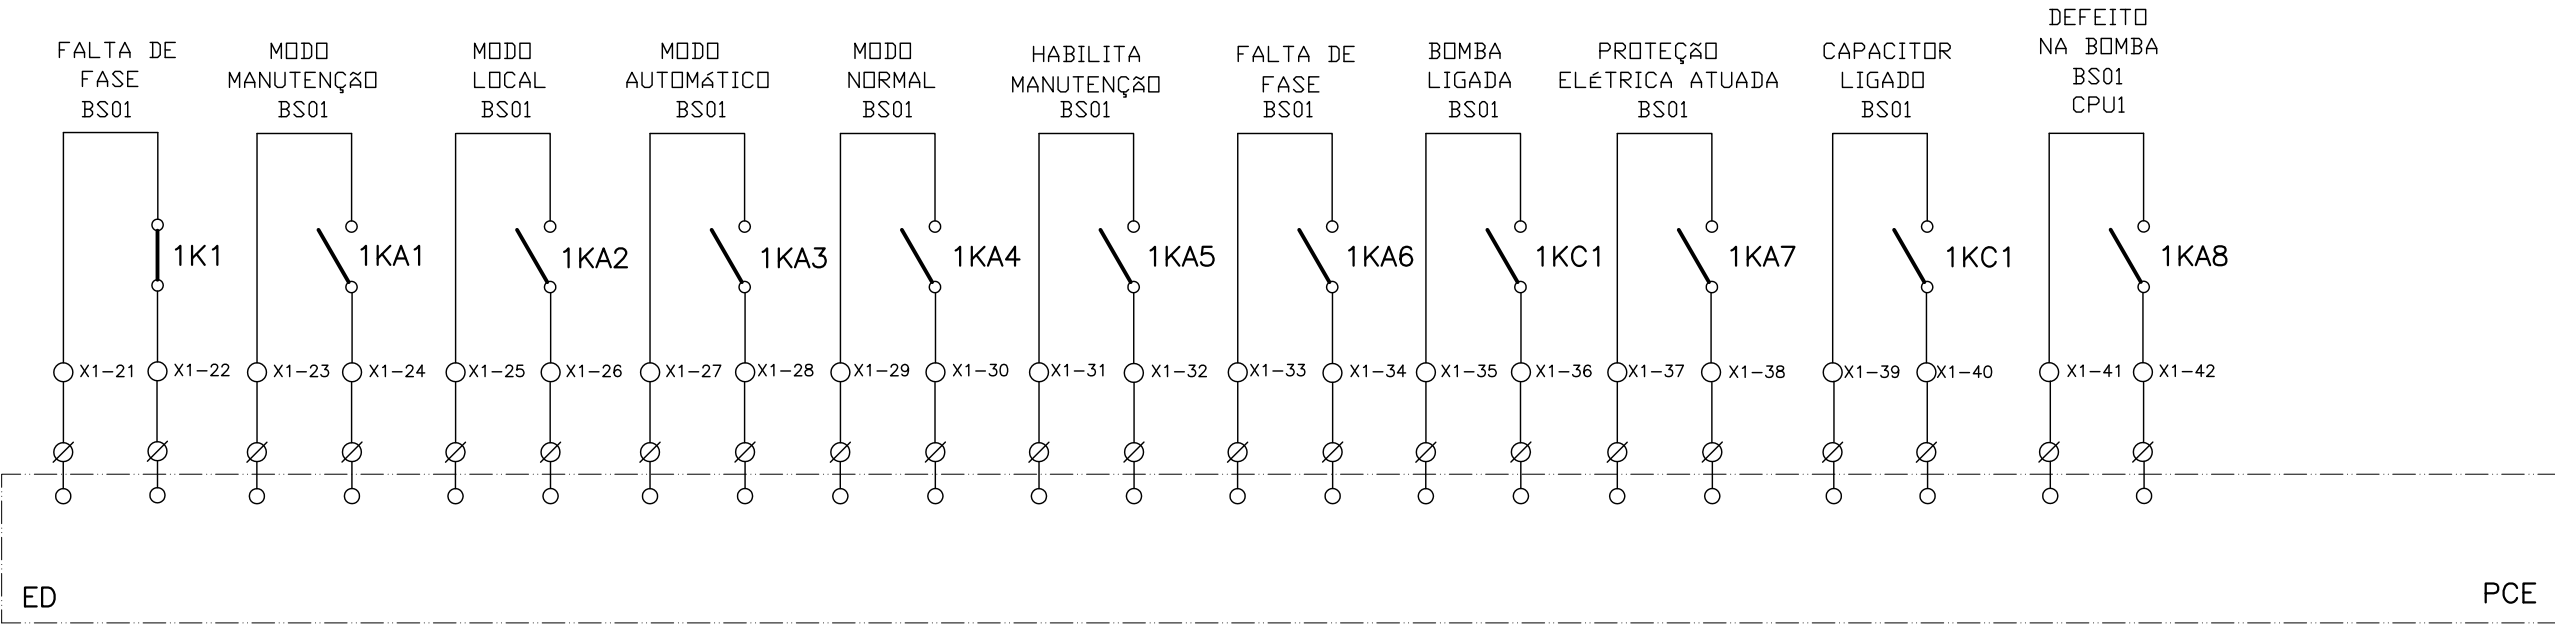 FALTA DE
FASE
BS01
MODO
MANUTENÇÃO
BS01
MODO
LOCAL
BS01
MODO
AUTOMÁTICO
BS01
MODO
NORMAL
BS01
HABILITA
MANUTENÇÃO
BS01
FALTA DE
FASE
BS01
BOMBA
LIGADA
BS01
PROTEÇÃO
ELÉTRICA ATUADA
BS01
CAPACITOR
LIGADO
BS01
DEFEITO
NA BOMBA
BS01
CPU1
1K1
1KA1
1KA2
1KA3
1KA4
1KA5
1KA6
1KC1
1KA7
1KC1
1KA8
X1-21
X1-22
X1-23
X1-24
X1-25
X1-26
X1-27
X1-28
X1-29
X1-30
X1-31
X1-32
X1-33
X1-34
X1-35
X1-36
X1-37
X1-38
X1-39
X1-40
X1-41
X1-42
ED
PCE